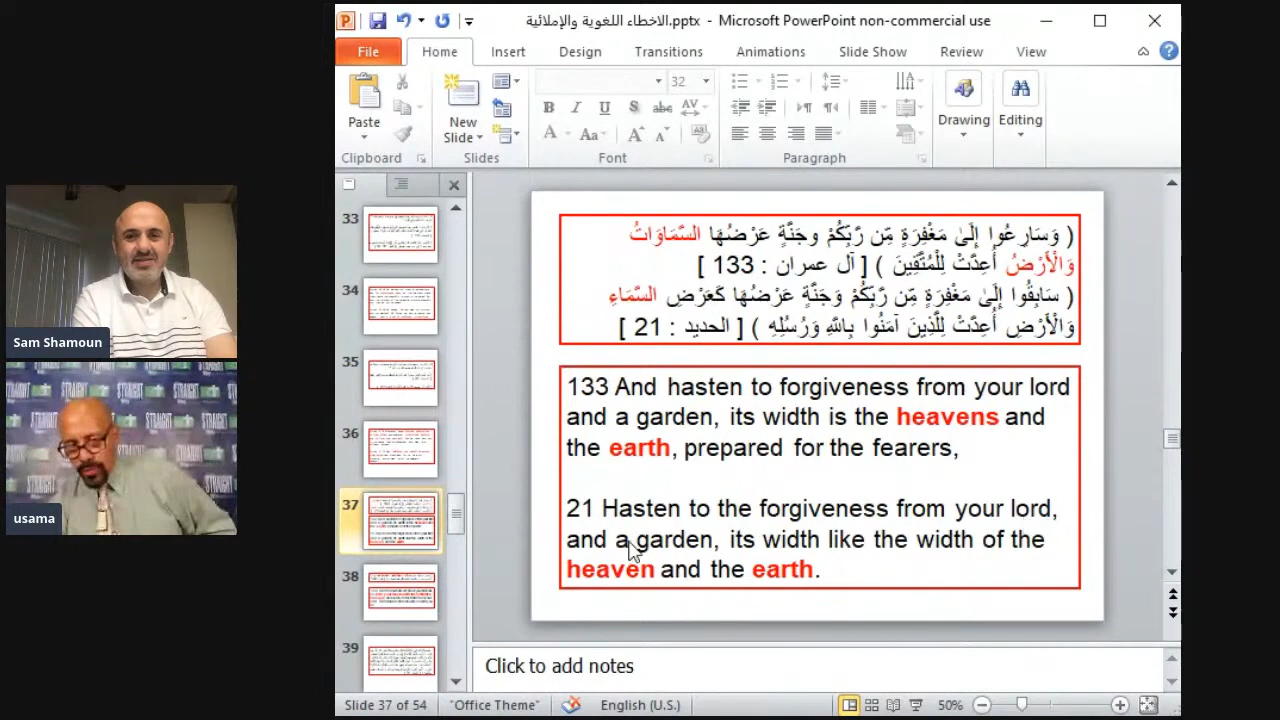 الاخطاء اللغوية والإملائية.pptx - Microsoft PowerPoint non-commercial use
File Home Insert Design Transitions Animations Slide Show Review View
32
Paste
New Slide
Drawing
Editing
Clipboard Slides Font Paragraph
33
34
35
36
37
38
39
( وَسَارِعُوا إِلَىٰ مَغْفِرَةٍ مِّن رَّبِّكُمْ وَجَنَّةٍ عَرْضُهَا السَّمَاوَاتُ
وَالْأَرْضُ أُعِدَّتْ لِلْمُتَّقِينَ ) [ آل عمران : 133 ]
( سَابِقُوا إِلَىٰ مَغْفِرَةٍ مِّن رَّبِّكُمْ وَجَنَّةٍ عَرْضُهَا كَعَرْضِ السَّمَاءِ
وَالْأَرْضِ أُعِدَّتْ لِلَّذِينَ آمَنُوا بِاللَّهِ وَرُسُلِهِ ) [ الحديد : 21 ]
133 And hasten to forgiveness from your lord
and a garden, its width is the heavens and
the earth, prepared for the fearers,
21 Hasten to the forgiveness from your lord,
and a garden, its width like the width of the
heaven and the earth.
Click to add notes
Slide 37 of 54 "Office Theme" English (U.S.) 50%
Sam Shamoun
STRAIGHT
usama